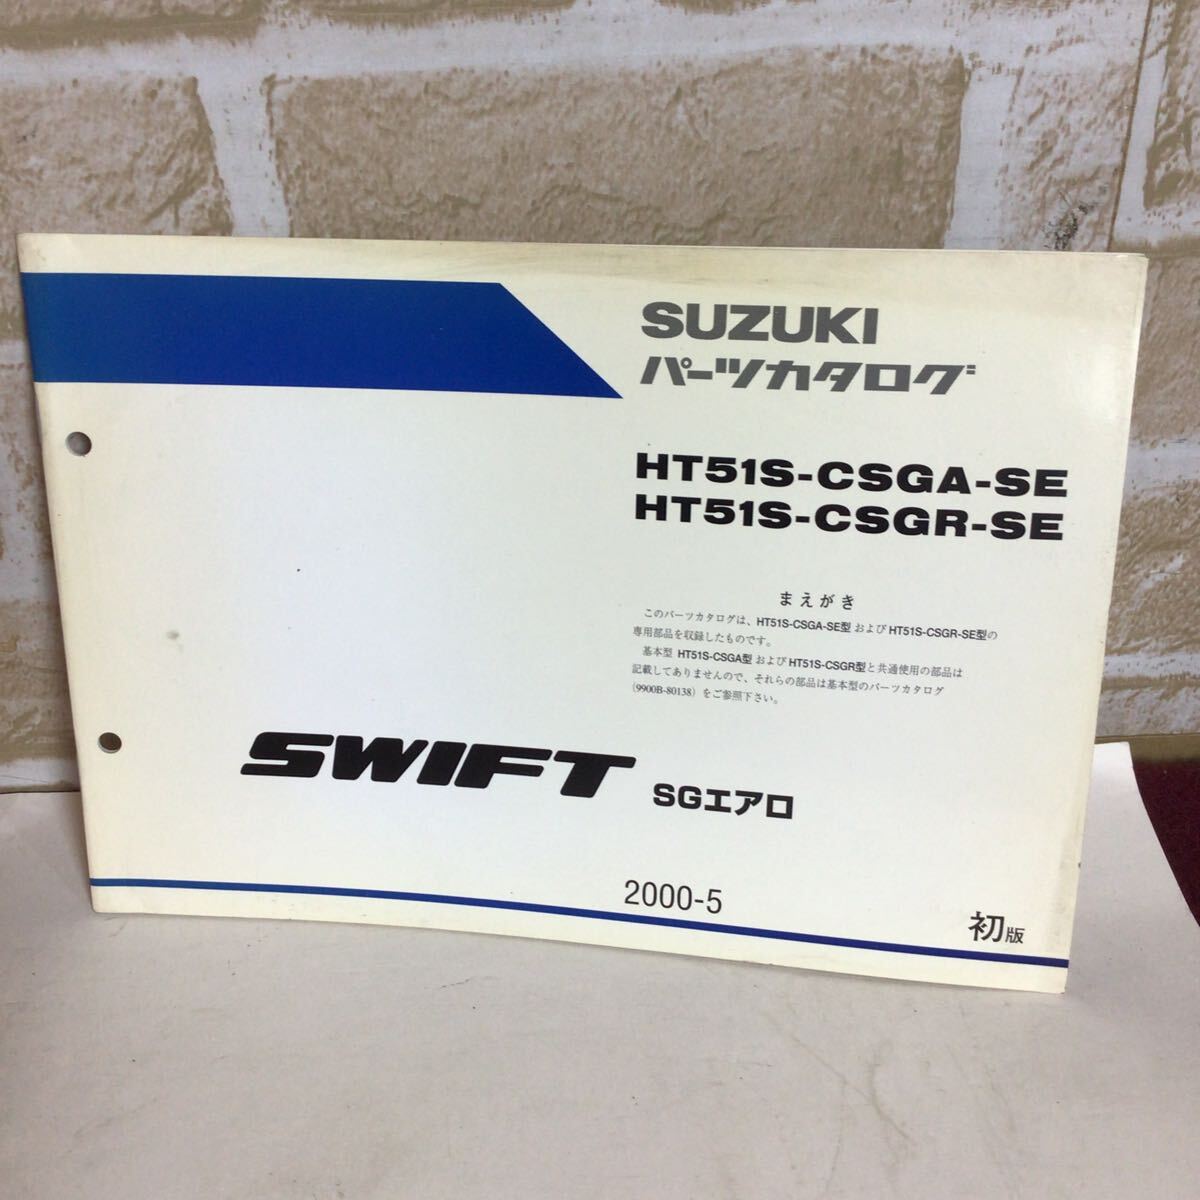 SUZUKI
パーツカタログ
HT51S-CSGA-SE
HT51S-CSGR-SE
まえがき
このパーツカタログは、HT51S-CSGA-SE型 および HT51S-CSGR-SE型の
専用部品を収録したものです。
基本型 HT51S-CSGA型 および HT51S-CSGR型 と共通使用の部品は
記載してありませんので、それらの部品は基本型のパーツカタログ
(9900B-80138) をご参照下さい。
SWIFT SGエアロ
2000-5
初版